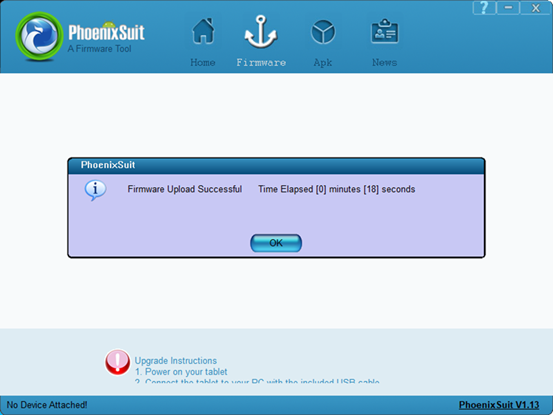 PhoenixSuit
A Firmware Tool
Home
Firmware
Apk
News
? – X
PhoenixSuit
Firmware Upload Successful Time Elapsed [0] minutes [18] seconds
OK
Upgrade Instructions
1. Power on your tablet
2. Connect the tablet to your PC with the included USB cable
No Device Attached!
PhoenixSuit V1.13